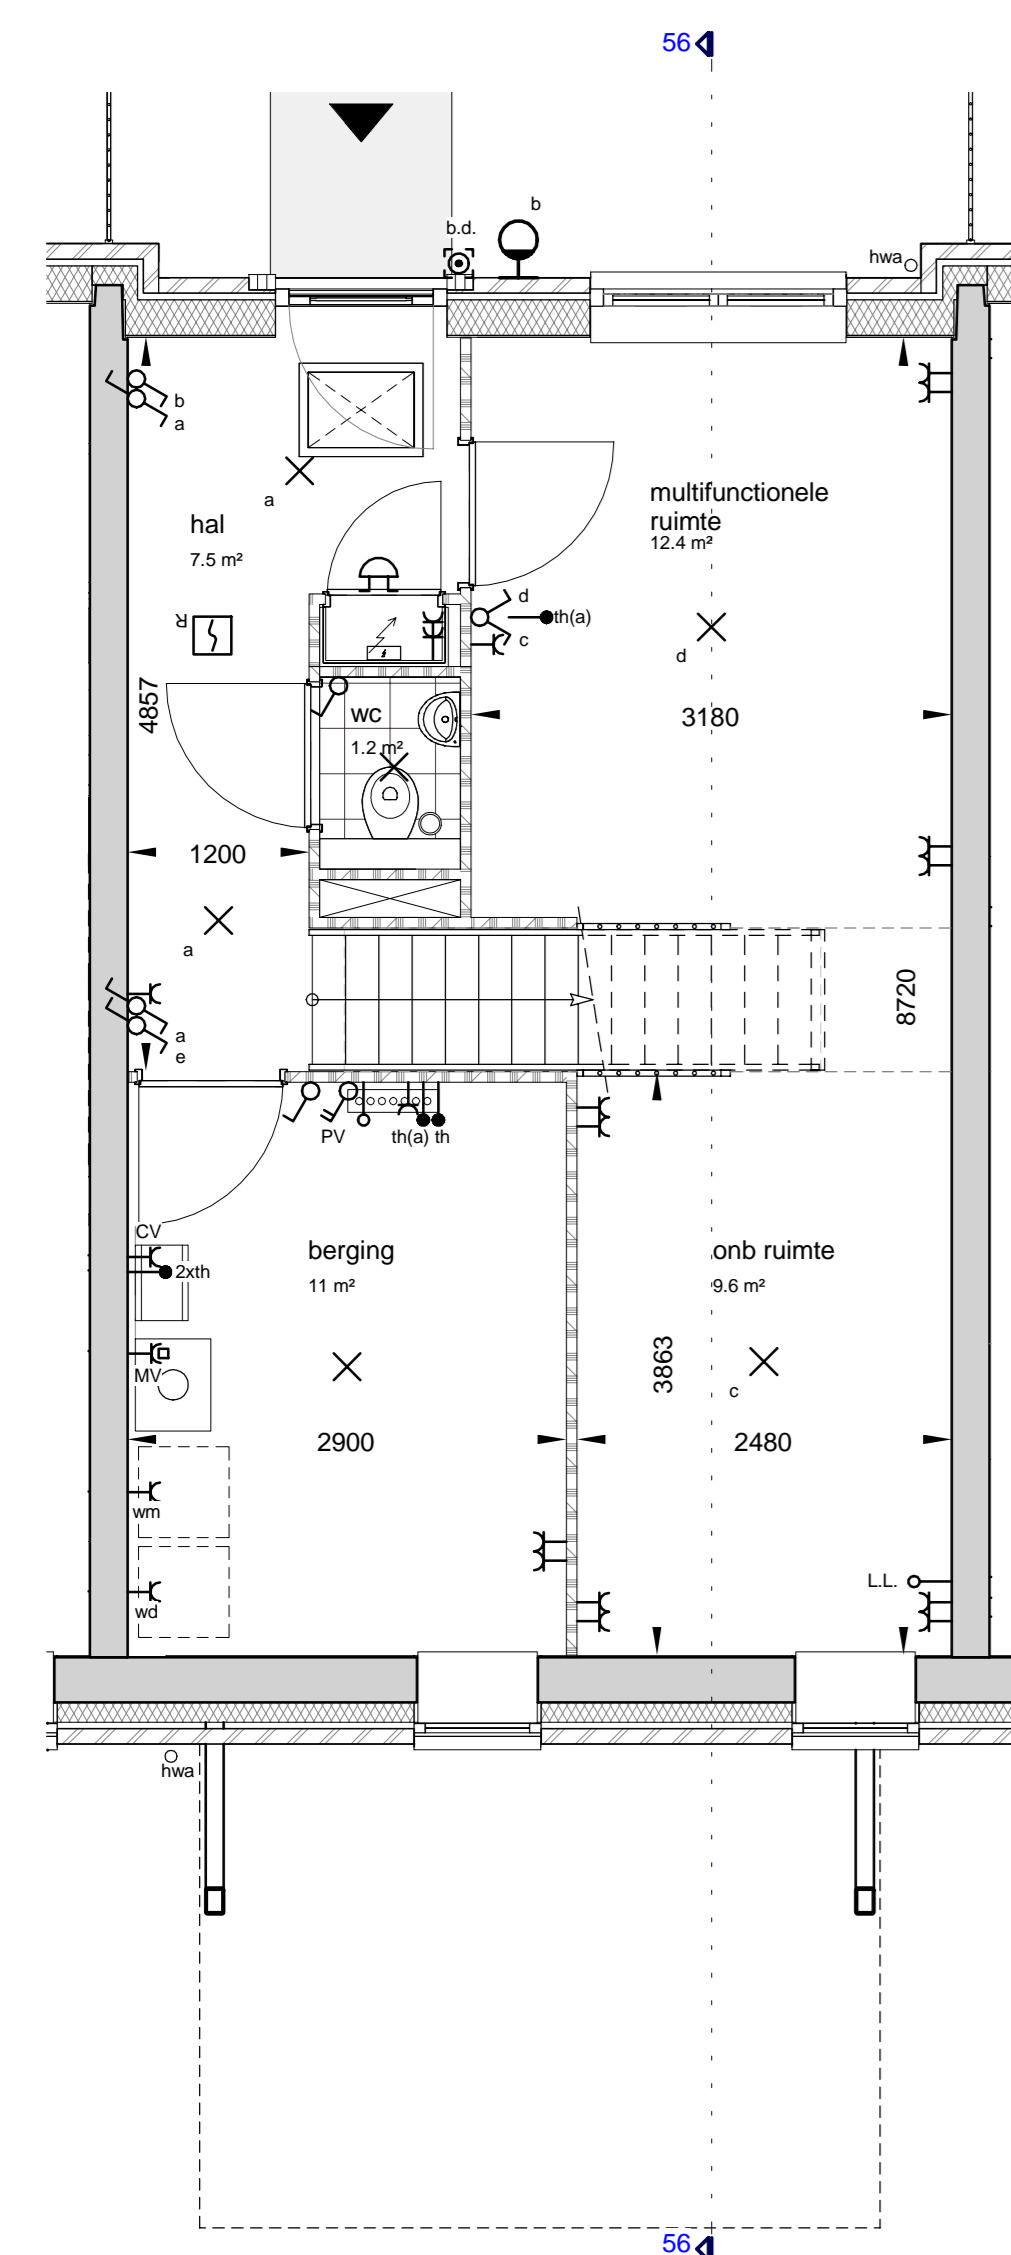 56
b
b.d.
hwa
b
a
a
hal
7.5 m²
multifunctionele
ruimte
12.4 m²
R
d
th(a)
c
d
4857
wc
1.2 m²
3180
1200
a
8720
a
e
PV
th(a) th
CV
2xth
berging
11 m²
onb ruimte
9.6 m²
MV
3863
c
2900
2480
wm
wd
L.L.
hwa
56